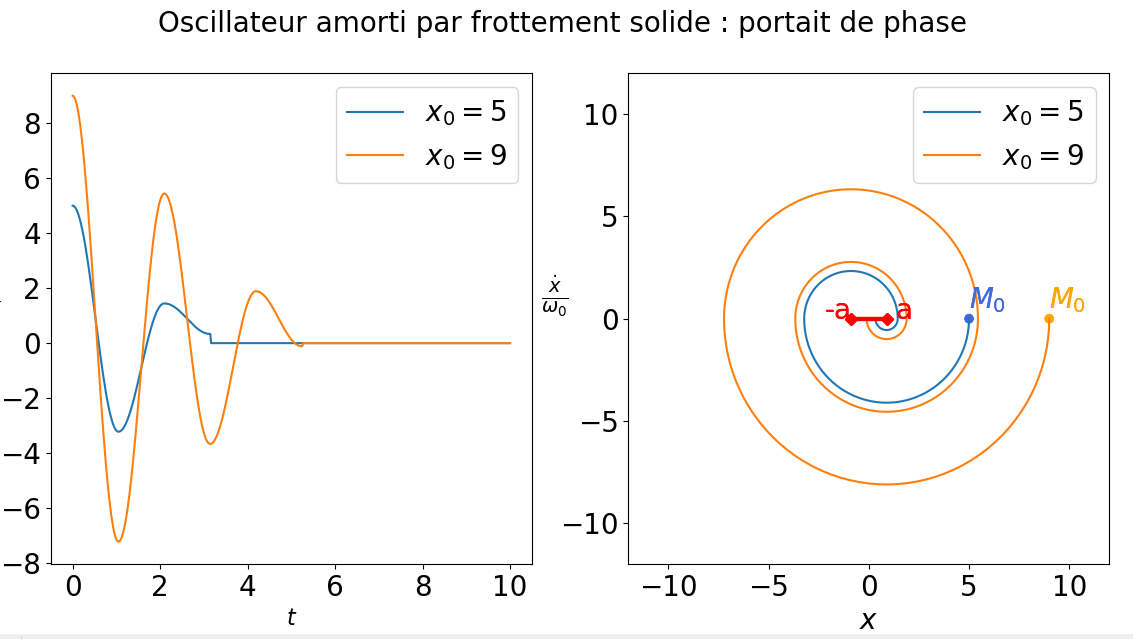 Oscillateur amorti par frottement solide : portait de phase
x₀ = 5
x₀ = 9
8
6
4
2
0
−2
−4
−6
−8
0 2 4 6 8 10
t
x₀ = 5
x₀ = 9
10
5
0
−5
−10
ẋ/ω₀
-a a
M₀ M₀
−10 −5 0 5 10
x